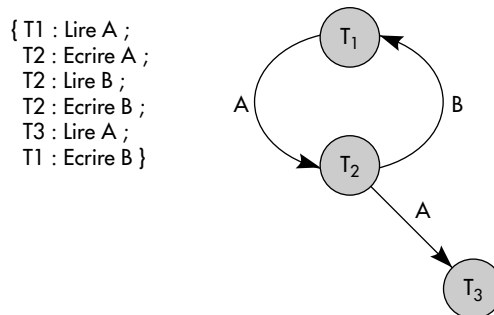 { T1 : Lire A ;
T2 : Ecrire A ;
T2 : Lire B ;
T2 : Ecrire B ;
T3 : Lire A ;
T1 : Ecrire B }
T1
A
B
T2
A
T3